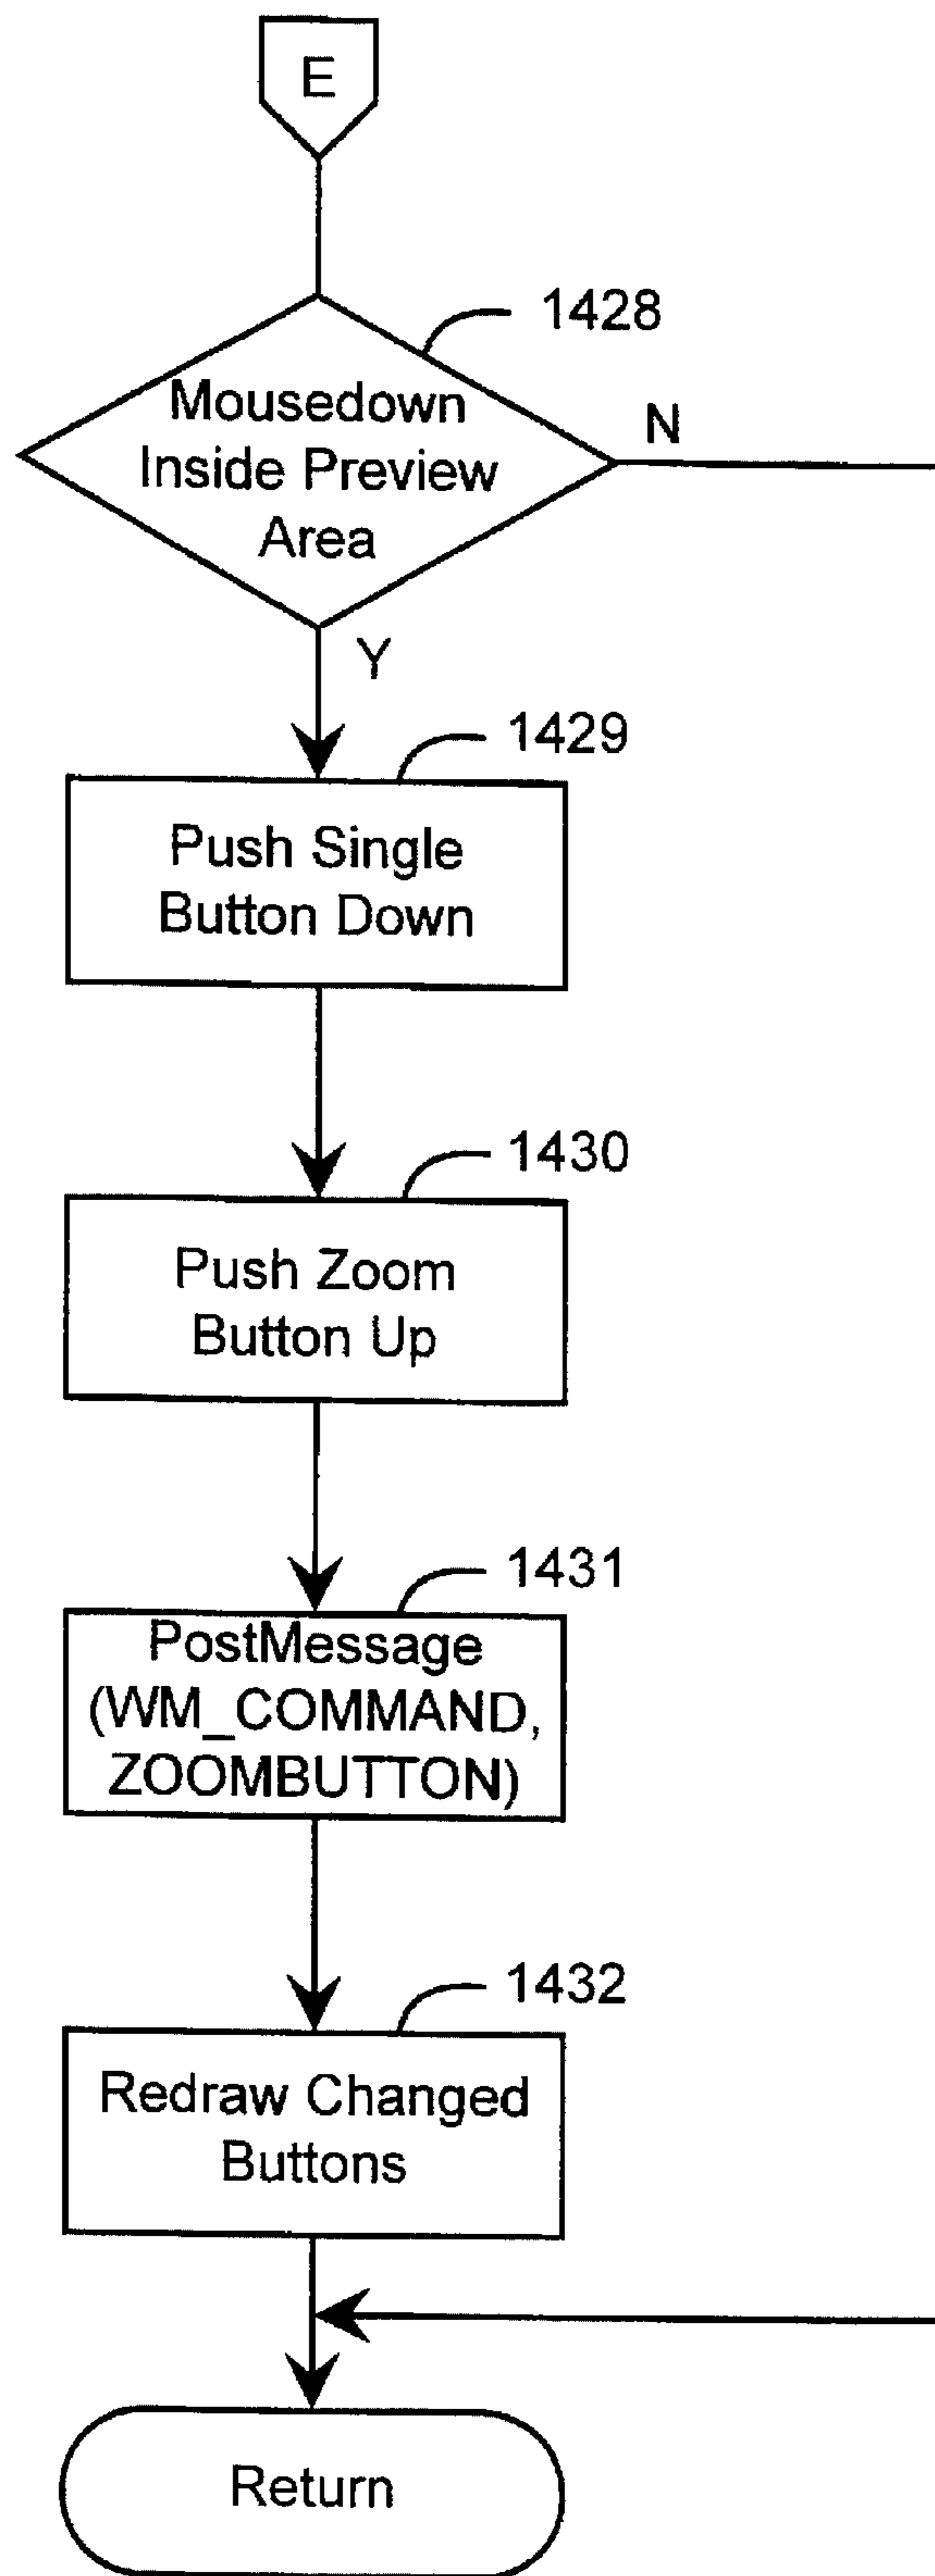 E
1428
Mousedown
Inside Preview
Area
N
Y
1429
Push Single
Button Down
1430
Push Zoom
Button Up
1431
PostMessage
(WM_COMMAND,
ZOOMBUTTON)
1432
Redraw Changed
Buttons
Return